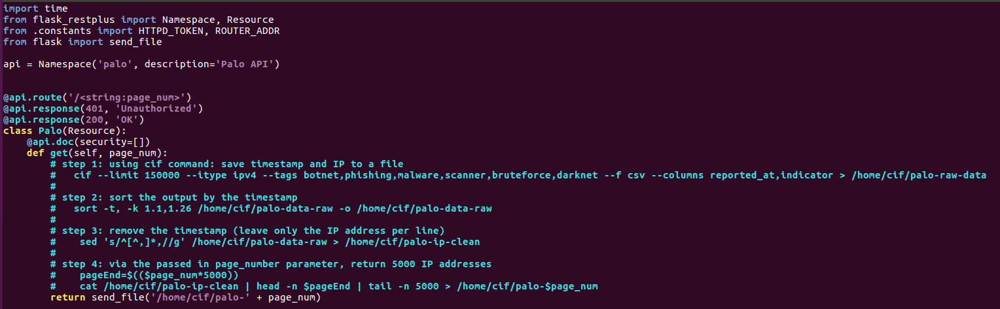 import time
from flask_restplus import Namespace, Resource
from .constants import HTTPD_TOKEN, ROUTER_ADDR
from flask import send_file

api = Namespace('palo', description='Palo API')


@api.route('/<string:page_num>')
@api.response(401, 'Unauthorized')
@api.response(200, 'OK')
class Palo(Resource):
    @api.doc(security=[])
    def get(self, page_num):
        # step 1: using cif command: save timestamp and IP to a file
        #   cif --limit 150000 --itype ipv4 --tags botnet,phishing,malware,scanner,bruteforce,darknet --f csv --columns reported_at,indicator > /home/cif/palo-raw-data
        #
        # step 2: sort the output by the timestamp
        #   sort -t, -k 1.1,1.26 /home/cif/palo-data-raw -o /home/cif/palo-data-raw
        #
        # step 3: remove the timestamp (leave only the IP address per line)
        #    sed 's/^[^,]*,//g' /home/cif/palo-data-raw > /home/cif/palo-ip-clean
        #
        # step 4: via the passed in page_number parameter, return 5000 IP addresses
        #    pageEnd=$(($page_num*5000))
        #    cat /home/cif/palo-ip-clean | head -n $pageEnd | tail -n 5000 > /home/cif/palo-$page_num
        return send_file('/home/cif/palo-' + page_num)